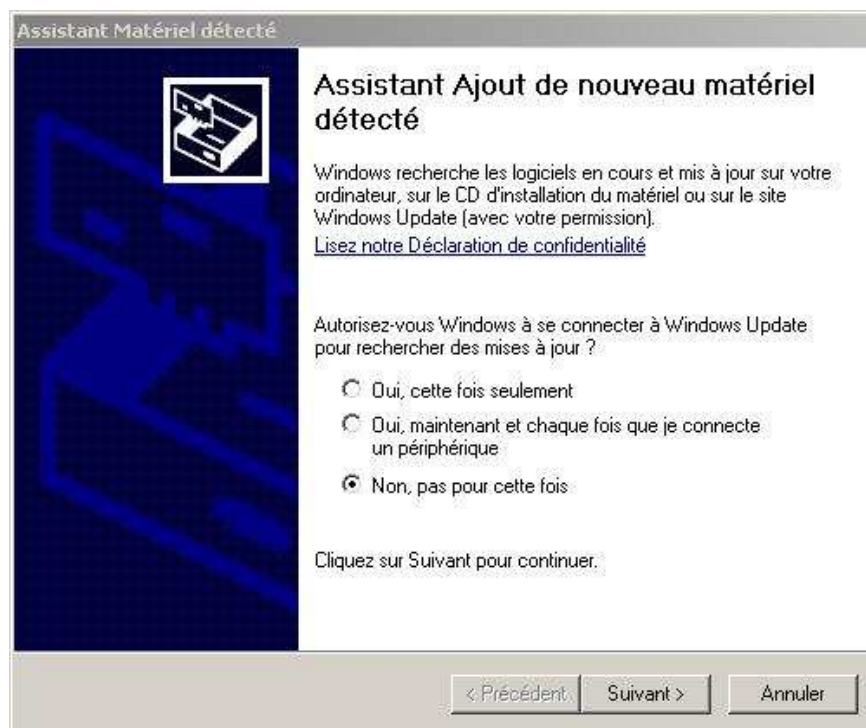 Assistant Matériel détecté
Assistant Ajout de nouveau matériel
détecté
Windows recherche les logiciels en cours et mis à jour sur votre
ordinateur, sur le CD d'installation du matériel ou sur le site
Windows Update (avec votre permission).
Lisez notre Déclaration de confidentialité
Autorisez-vous Windows à se connecter à Windows Update
pour rechercher des mises à jour ?
Oui, cette fois seulement
Oui, maintenant et chaque fois que je connecte
un périphérique
Non, pas pour cette fois
Cliquez sur Suivant pour continuer.
< Précédent Suivant > Annuler